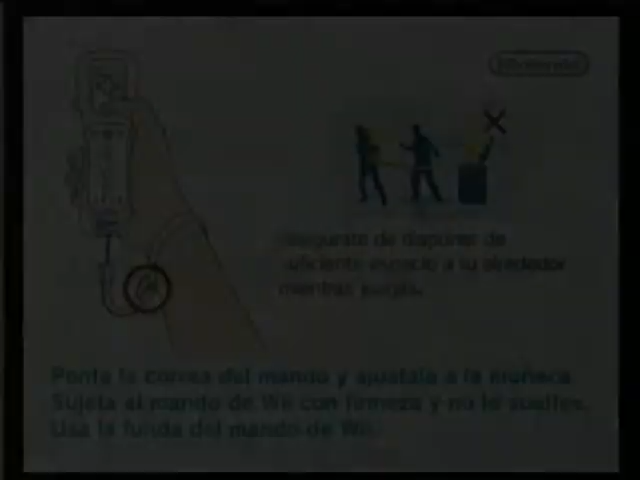 Nintendo
Asegúrate de disponer de
suficiente espacio a tu alrededor
mientras juegas.
Ponte la correa del mando y ajústala a la muñeca.
Sujeta el mando de Wii con firmeza y no lo sueltes.
Usa la funda del mando de Wii.